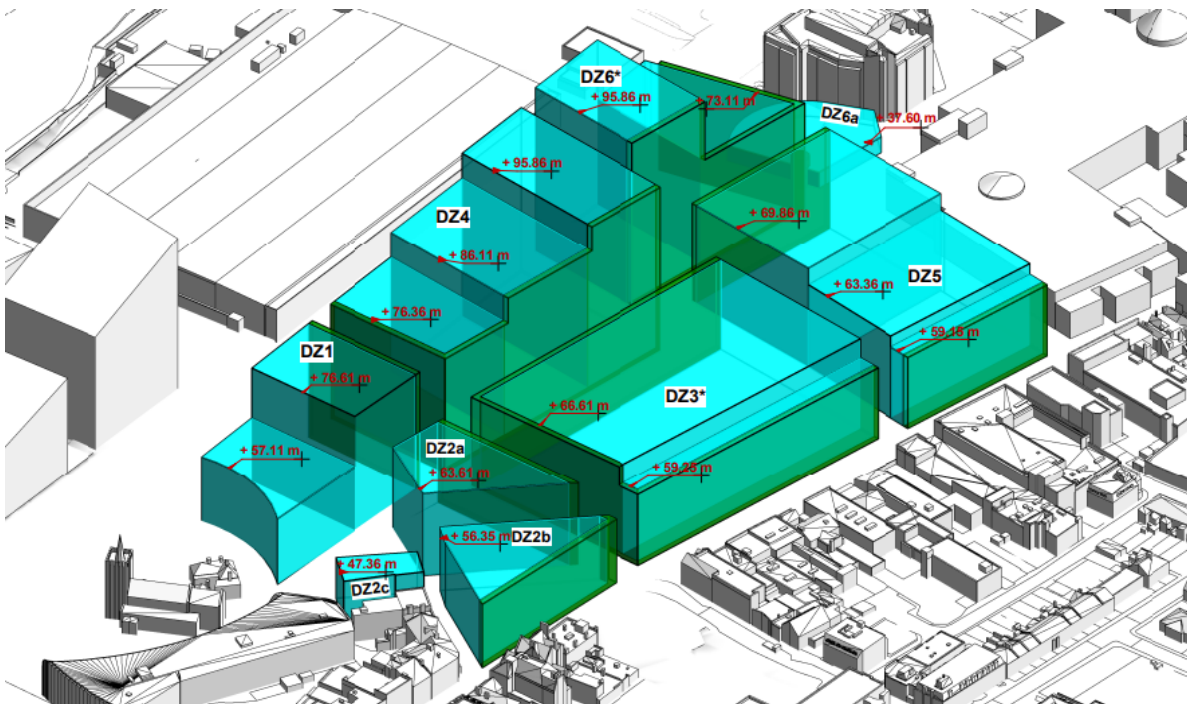 DZ6*
+ 95.86 m
+ 73.11 m
DZ6a
+ 37.60 m
+ 95.86 m
DZ4
+ 69.86 m
+ 86.11 m
DZ5
+ 63.36 m
+ 76.36 m
+ 59.15 m
DZ1
+ 76.61 m
DZ3*
+ 66.61 m
DZ2a
+ 57.11 m
+ 63.61 m
+ 59.25 m
+ 56.35 m
DZ2b
+ 47.36 m
DZ2c